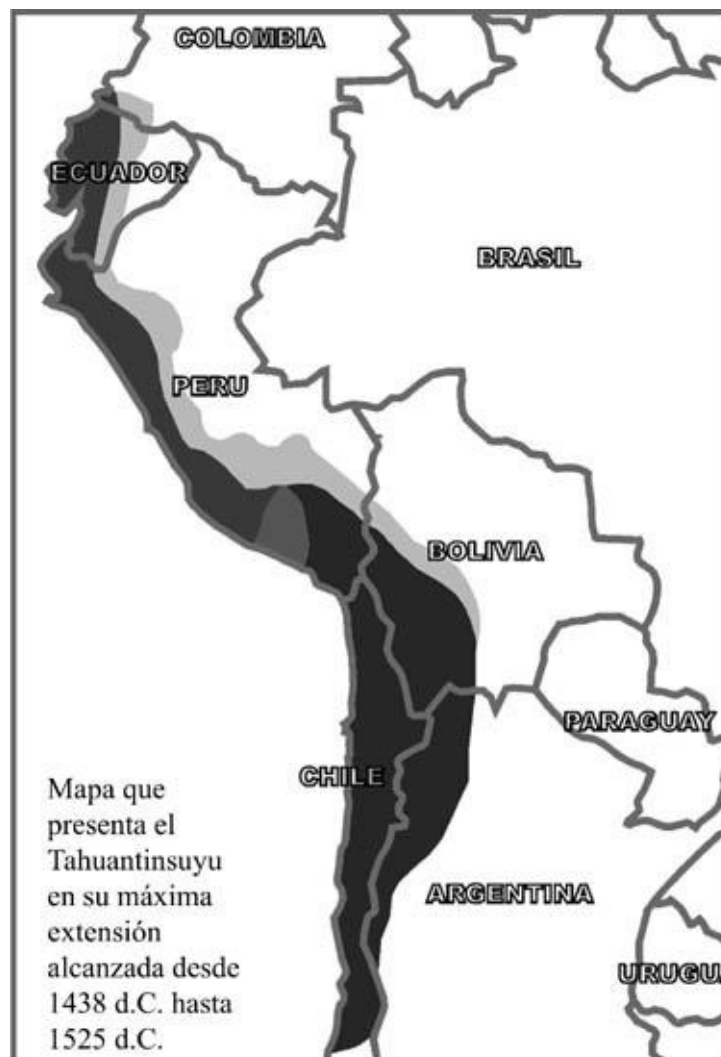 COLOMBIA
ECUADOR
BRASIL
PERU
BOLIVIA
PARAGUAY
CHILE
Mapa que
presenta el
Tahuantinsuyu
en su máxima
extensión
alcanzada desde
1438 d.C. hasta
1525 d.C.
ARGENTINA
URUGUA